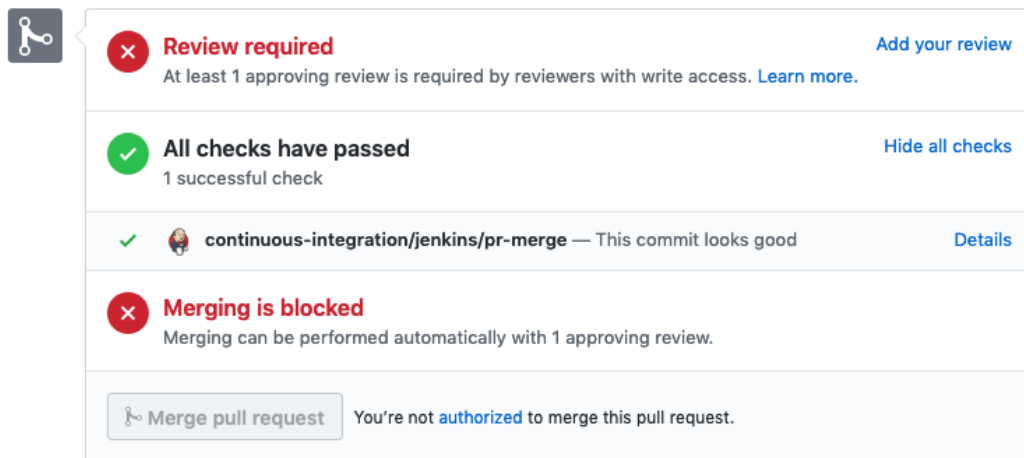 Review required
Add your review
At least 1 approving review is required by reviewers with write access. Learn more.
All checks have passed
Hide all checks
1 successful check
continuous-integration/jenkins/pr-merge — This commit looks good
Details
Merging is blocked
Merging can be performed automatically with 1 approving review.
Merge pull request
You’re not authorized to merge this pull request.